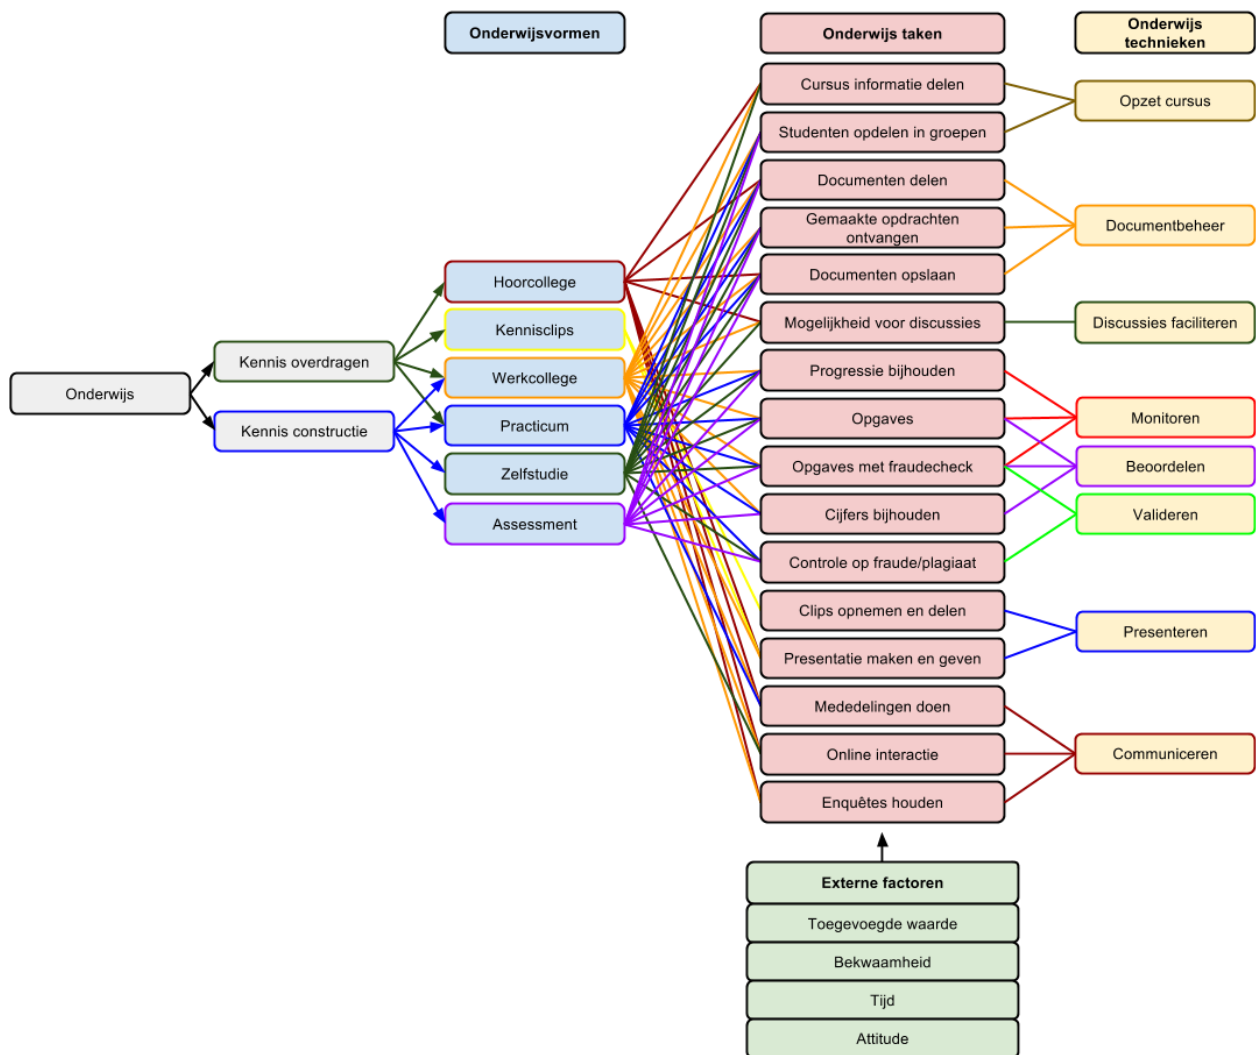 Onderwijsvormen
Onderwijs taken
Onderwijs
technieken
Cursus informatie delen
Opzet cursus
Studenten opdelen in groepen
Documenten delen
Gemaakte opdrachten
ontvangen
Documentbeheer
Hoorcollege
Documenten opslaan
Kennisclips
Mogelijkheid voor discussies
Discussies faciliteren
Kennis overdragen
Werkcollege
Progressie bijhouden
Onderwijs
Kennis constructie
Practicum
Opgaves
Monitoren
Zelfstudie
Opgaves met fraudecheck
Beoordelen
Assessment
Cijfers bijhouden
Valideren
Controle op fraude/plagiaat
Clips opnemen en delen
Presenteren
Presentatie maken en geven
Mededelingen doen
Online interactie
Communiceren
Enquêtes houden
Externe factoren
Toegevoegde waarde
Bekwaamheid
Tijd
Attitude